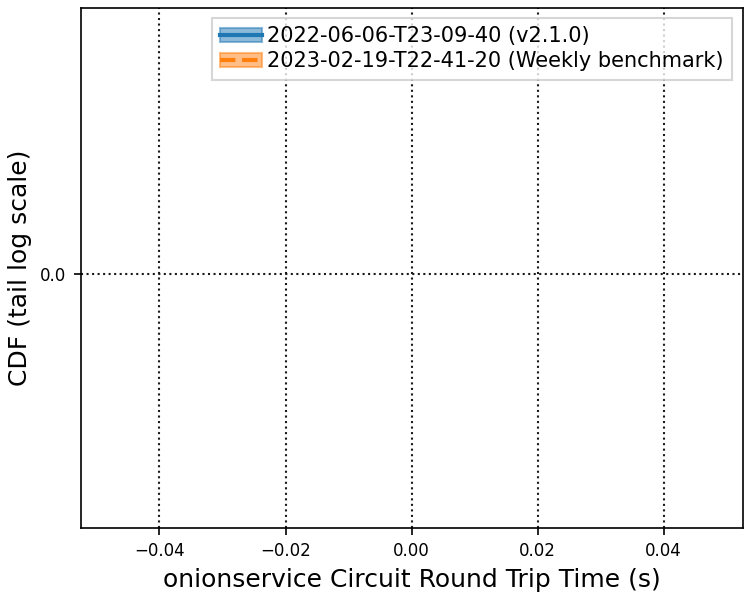 2022-06-06-T23-09-40 (v2.1.0)
2023-02-19-T22-41-20 (Weekly benchmark)
CDF (tail log scale)
0.0
−0.04 −0.02 0.00 0.02 0.04
onionservice Circuit Round Trip Time (s)